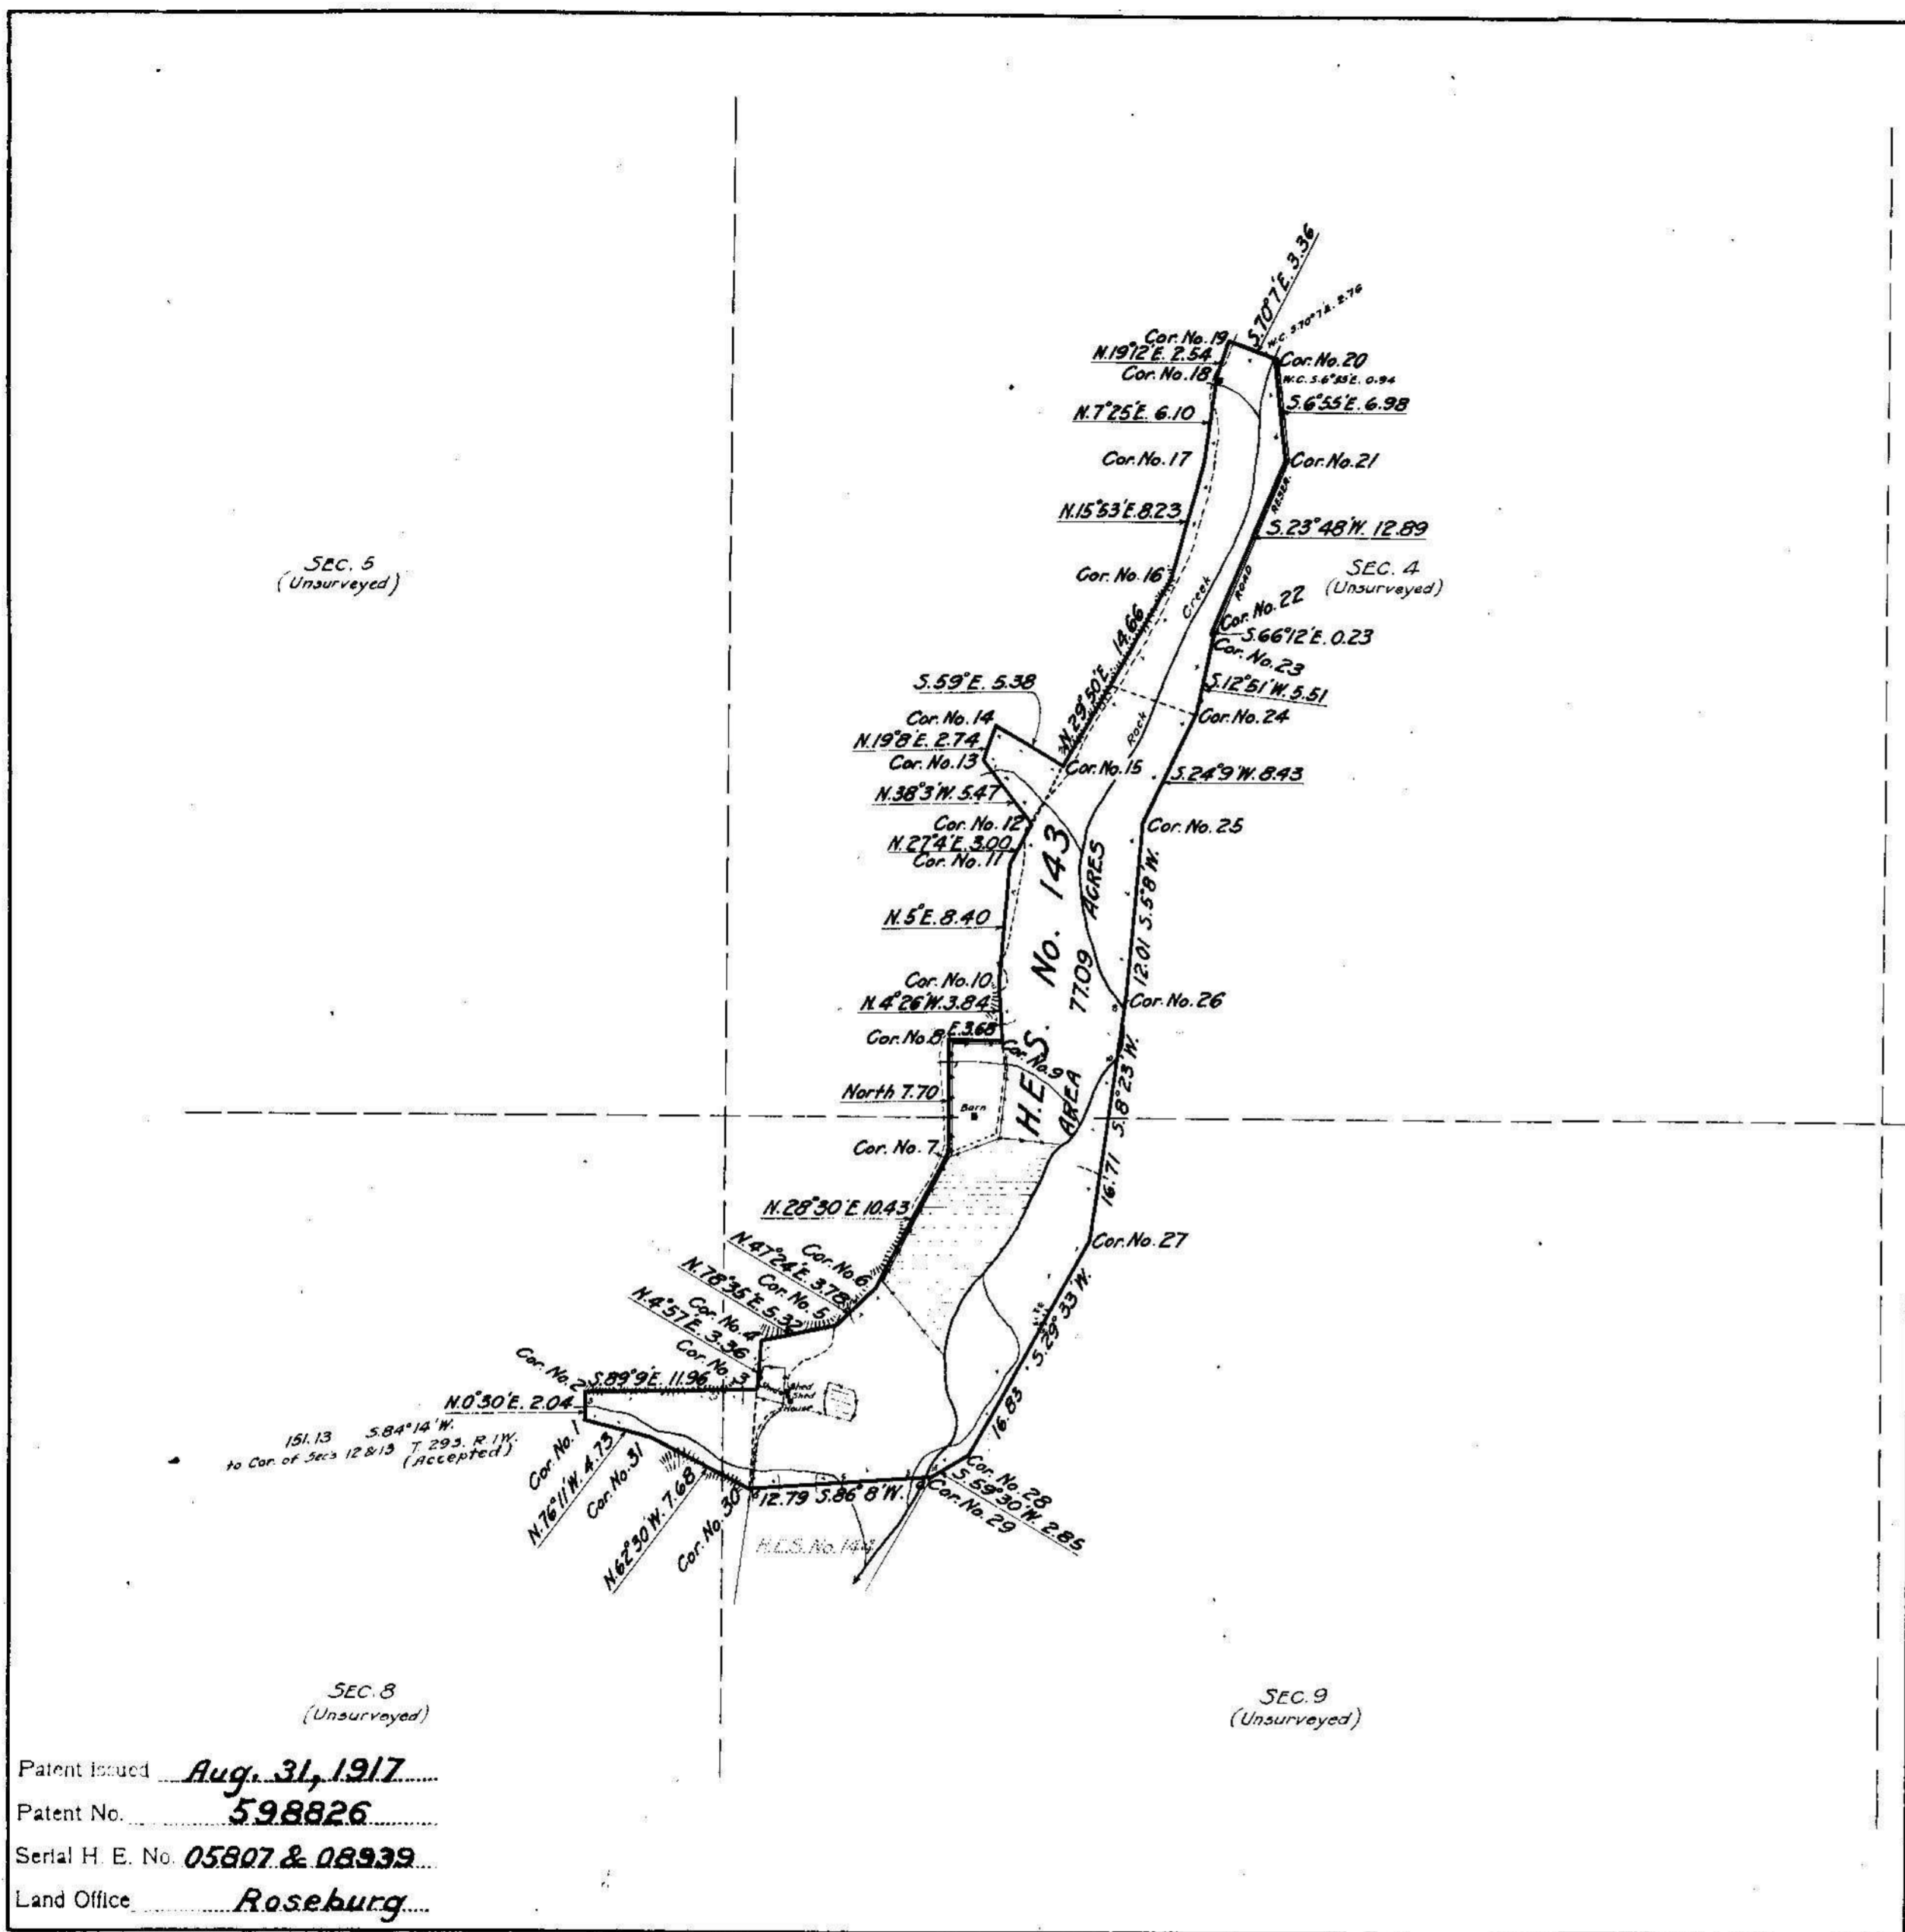 S.70°7'E. 3.36
W.C. S.70°7'E. 2.76
Cor. No. 19
N.19°12'E. 2.54
Cor. No. 20
Cor. No. 18
W.C. S.6°55'E. 0.94
S.6°55'E. 6.98
N.7°25'E. 6.10
Cor. No. 17
Cor. No. 21
RESER.
N.15°53'E. 8.23
S.23°48'W. 12.89
SEC. 5
(Unsurveyed)
SEC. 4
(Unsurveyed)
Cor. No. 16
Creek
ROAD
Cor. No. 22
S.66°12'E. 0.23
Cor. No. 23
N.29°50'E. 14.66
S.59°E. 5.38
S.12°51'W. 5.51
Cor. No. 14
Cor. No. 24
Rock
N.19°8'E. 2.74
Cor. No. 13
Cor. No. 15
S.24°9'W. 8.43
N.38°3'W. 5.47
Cor. No. 12
Cor. No. 25
N.27°4'E. 3.00
Cor. No. 11
H.E.S. No. 143
AREA 77.09 ACRES
12.01 S.5°8'W.
N.5°E. 8.40
Cor. No. 10
N.4°26'W. 3.84
Cor. No. 26
Cor. No. 8
E. 3.68
Cor. No. 9
North 7.70
Barn
16.71 S.8°23'W.
Cor. No. 7
N.28°30'E. 10.43
Cor. No. 27
Cor. No. 6
N.47°24'E. 3.78
Cor. No. 5
N.78°35'E. 5.32
Cor. No. 4
N.4°57'E. 3.36
Cor. No. 3
16.83 S.29°33'W.
Cor. No. 2
S.89°9'E. 11.96
Shed
Shed
House
N.0°30'E. 2.04
151.13 S.84°14'W.
to Cor. of Sec's 12 & 13 T. 29 S. R. 1 W.
(Accepted)
Cor. No. 1
N.76°11'W. 4.73
Cor. No. 31
N.62°30'W. 7.68
Cor. No. 30
12.79 S.86°8'W.
Cor. No. 28
S.59°30'W. 2.85
Cor. No. 29
H.E.S. No. 144
SEC. 8
(Unsurveyed)
SEC. 9
(Unsurveyed)
Patent Issued Aug. 31, 1917
Patent No. 598826
Serial H. E. No. 05807 & 08939
Land Office Roseburg